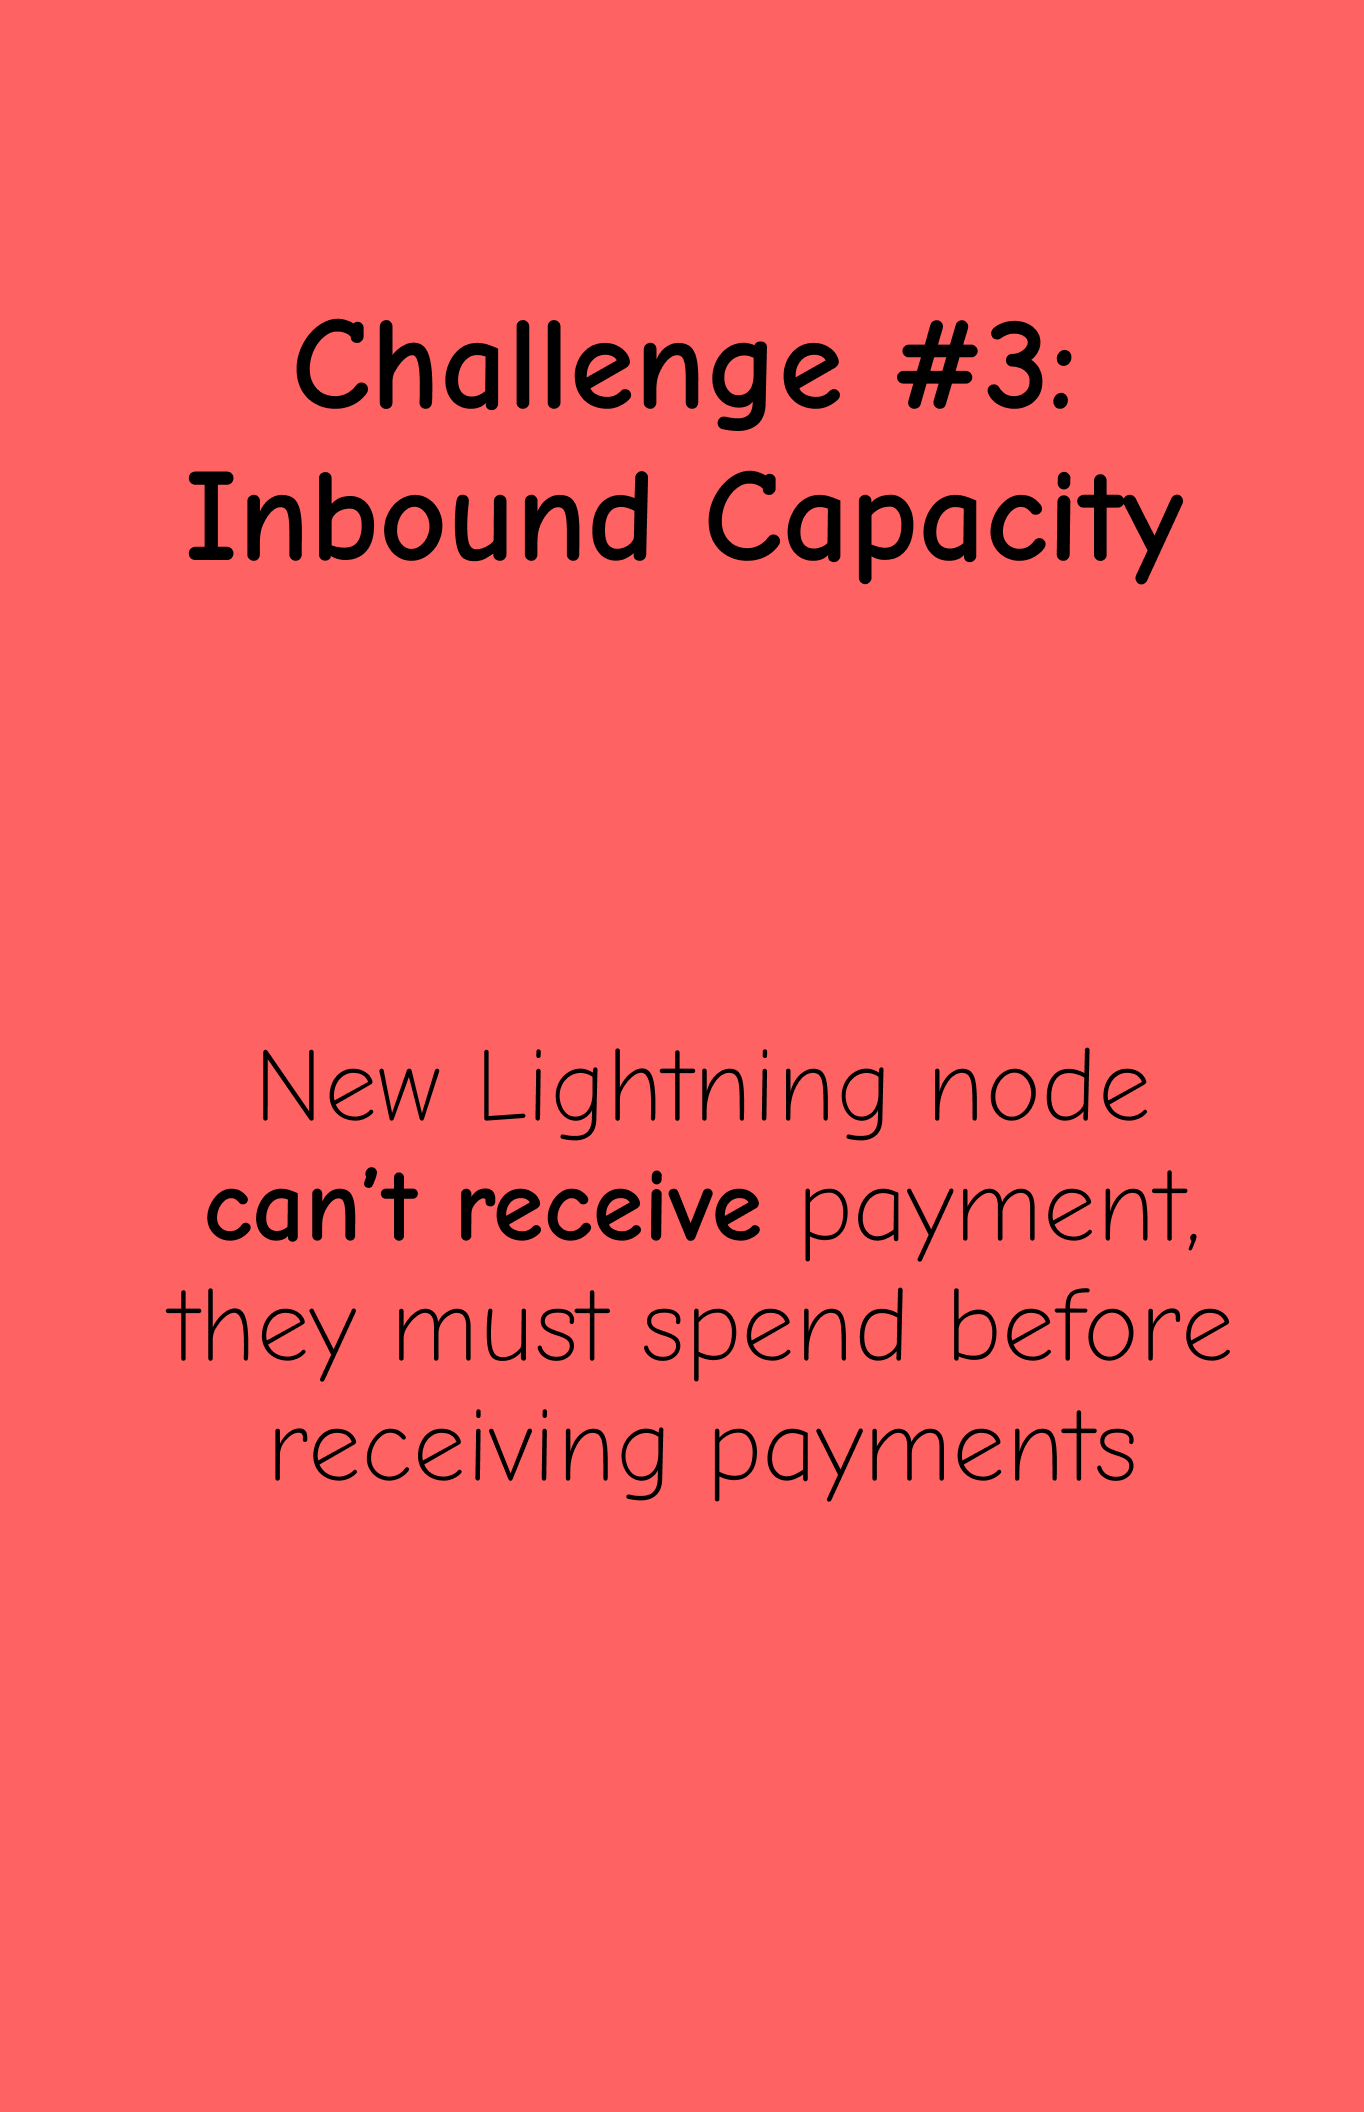 Challenge #3:
Inbound Capacity
New Lightning node
can’t receive payment,
they must spend before
receiving payments